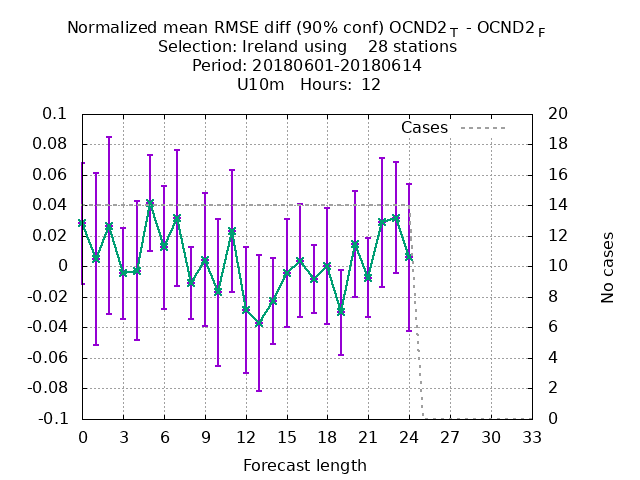 Normalized mean RMSE diff (90% conf) OCND2 T - OCND2 F
Selection: Ireland using    28 stations
Period: 20180601-20180614
U10m   Hours:  12
Cases
0.1
0.08
0.06
0.04
0.02
0
-0.02
-0.04
-0.06
-0.08
-0.1
20
18
16
14
12
10
8
6
4
2
0
No cases
0 3 6 9 12 15 18 21 24 27 30 33
Forecast length